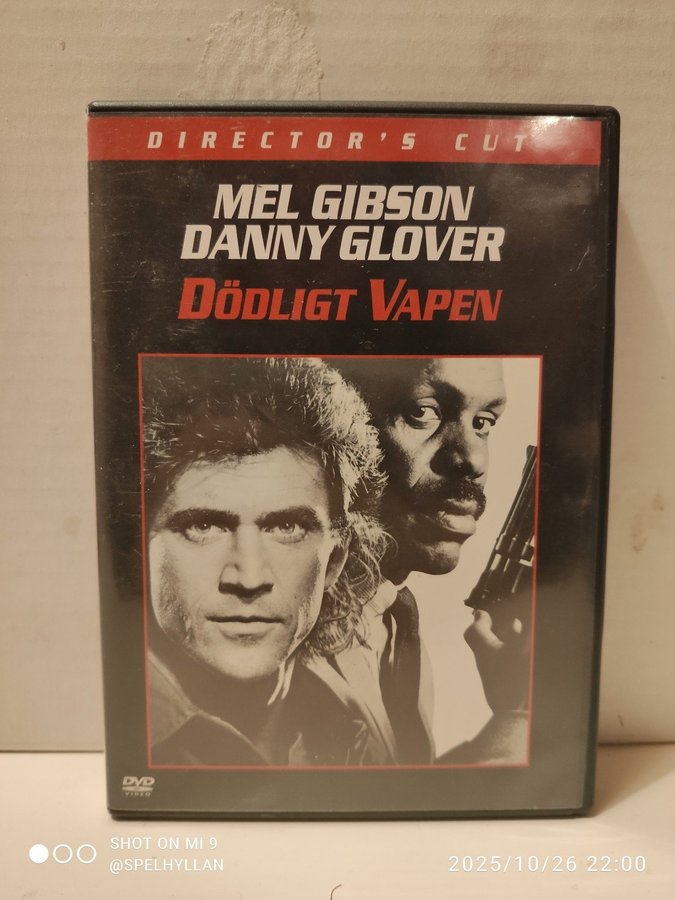 DIRECTOR'S CUT
MEL GIBSON
DANNY GLOVER
DÖDLIGT VAPEN
DVD
VIDEO
SHOT ON MI 9
@SPELHYLLAN
2025/10/26 22:00